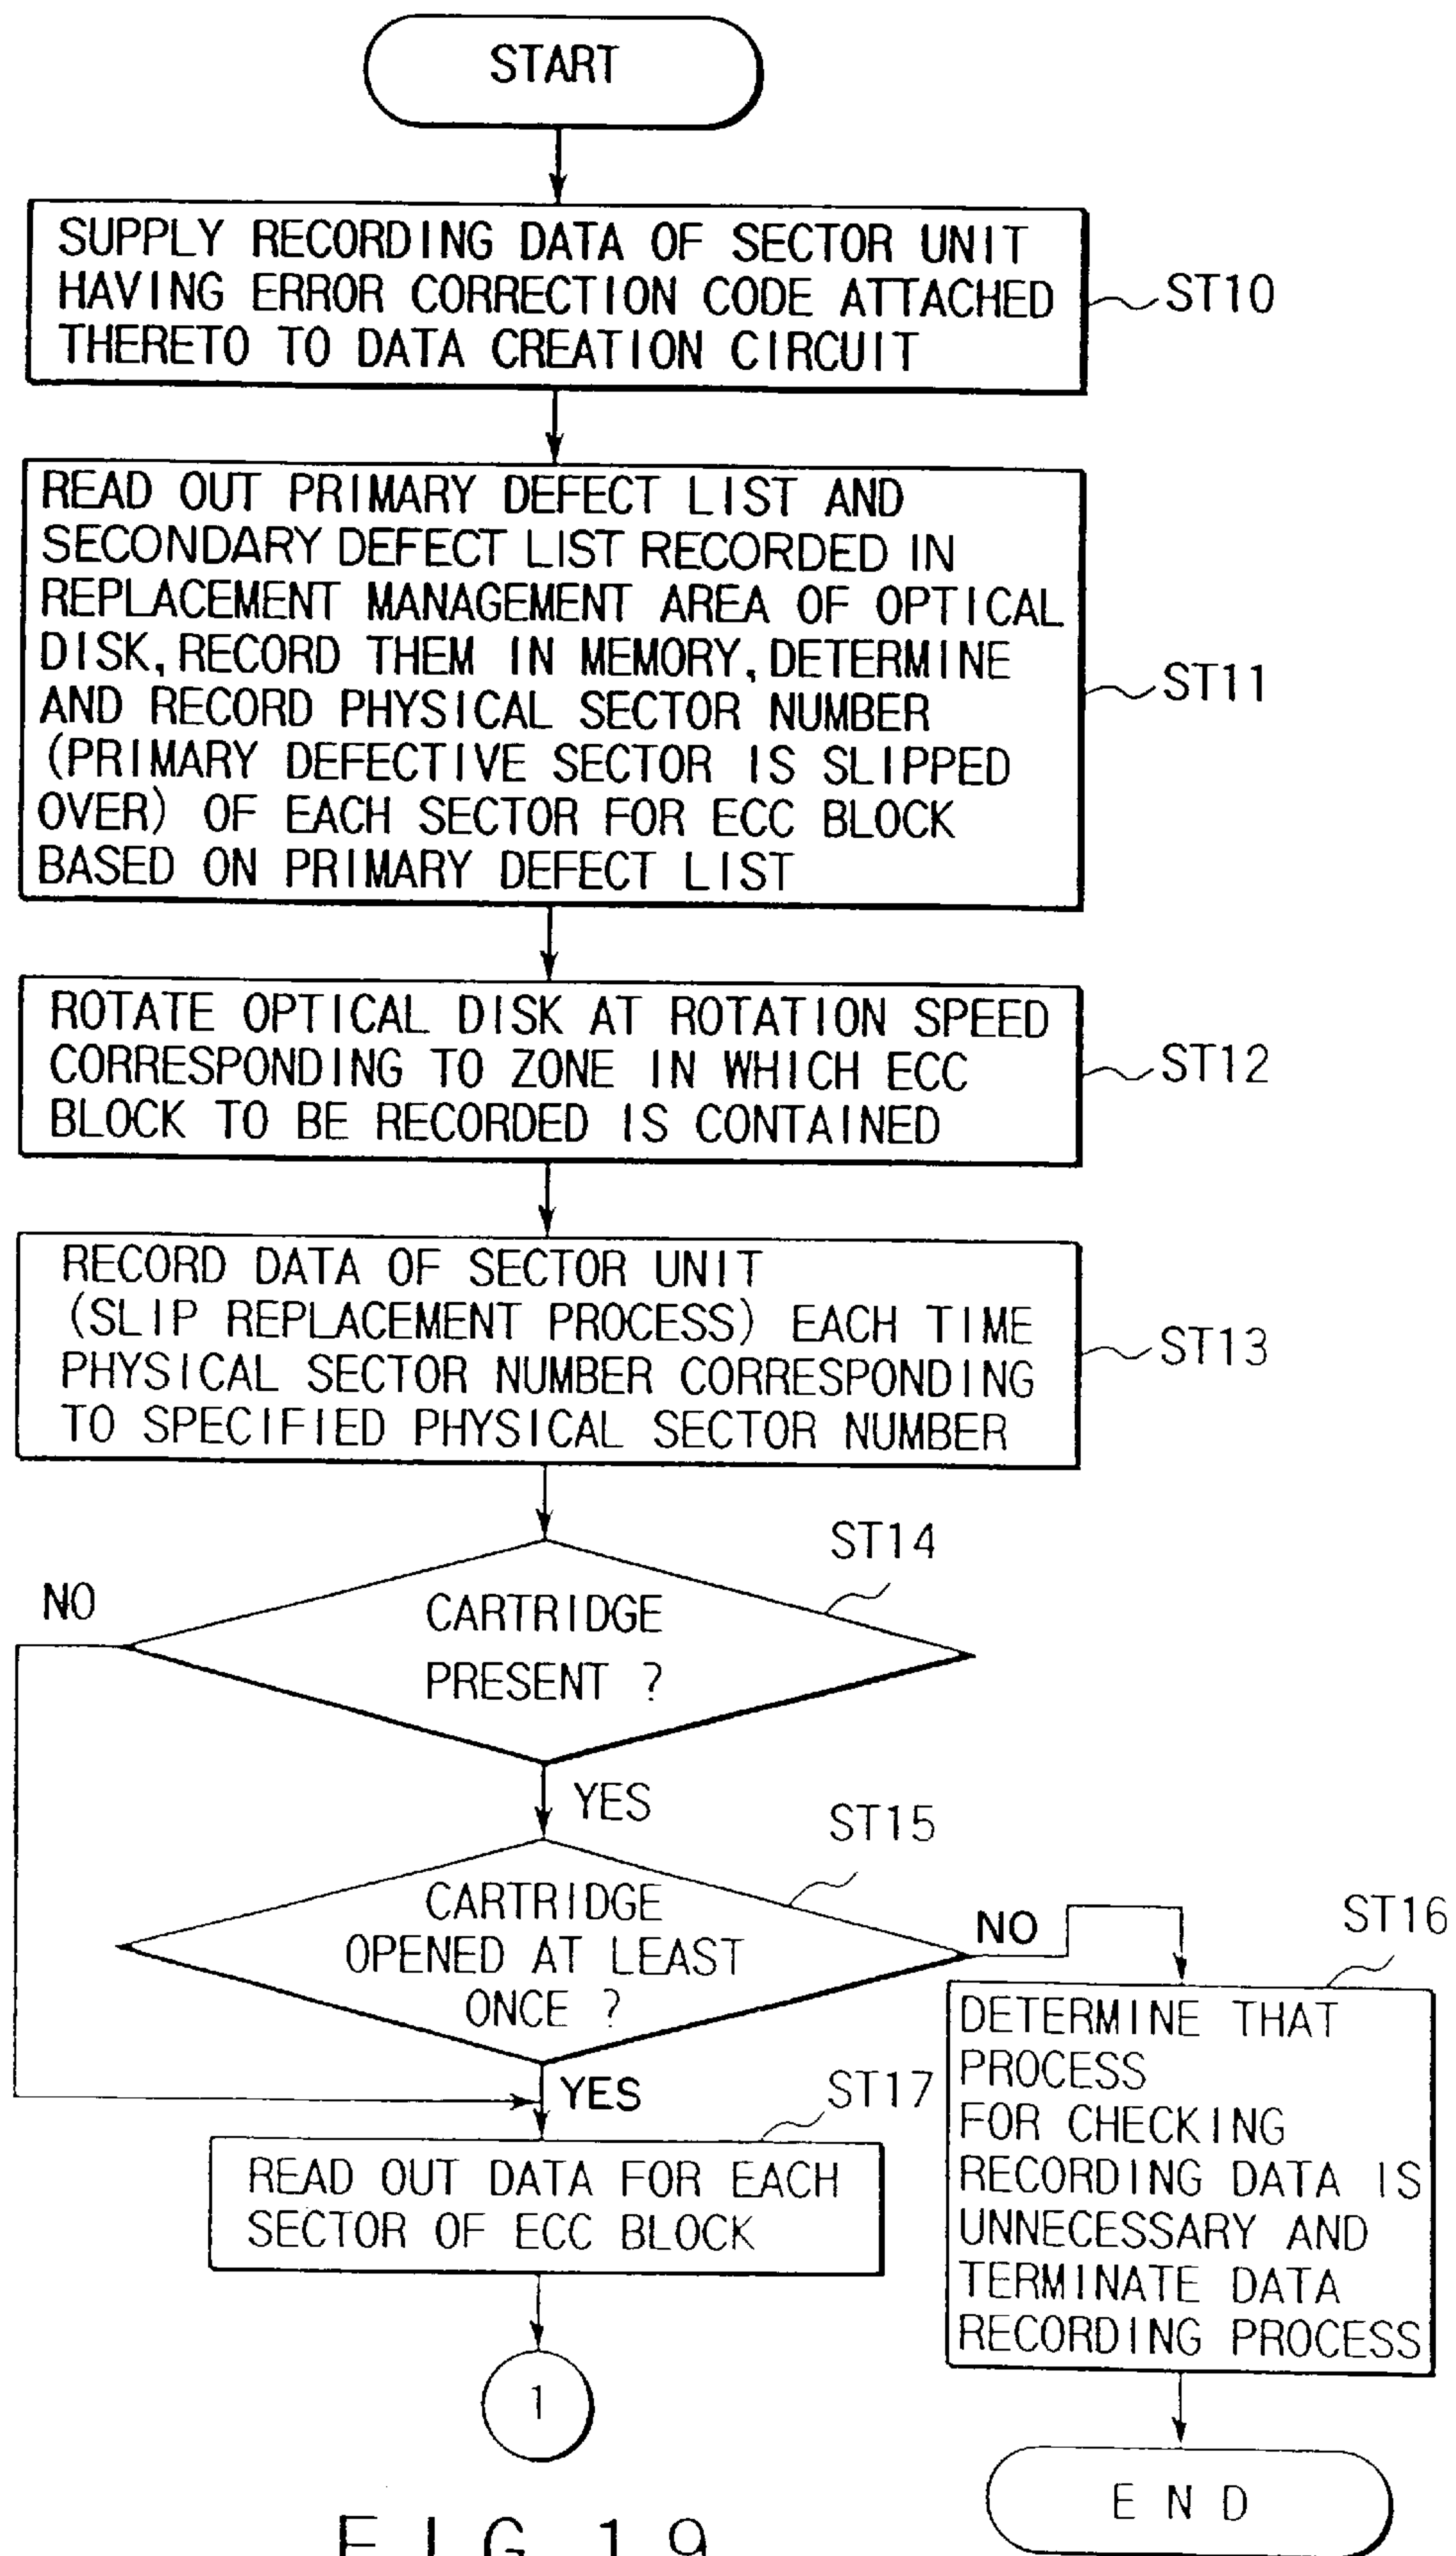 START
SUPPLY RECORDING DATA OF SECTOR UNIT
HAVING ERROR CORRECTION CODE ATTACHED
THERETO TO DATA CREATION CIRCUIT
ST10
READ OUT PRIMARY DEFECT LIST AND
SECONDARY DEFECT LIST RECORDED IN
REPLACEMENT MANAGEMENT AREA OF OPTICAL
DISK, RECORD THEM IN MEMORY, DETERMINE
AND RECORD PHYSICAL SECTOR NUMBER
(PRIMARY DEFECTIVE SECTOR IS SLIPPED
OVER) OF EACH SECTOR FOR ECC BLOCK
BASED ON PRIMARY DEFECT LIST
ST11
ROTATE OPTICAL DISK AT ROTATION SPEED
CORRESPONDING TO ZONE IN WHICH ECC
BLOCK TO BE RECORDED IS CONTAINED
ST12
RECORD DATA OF SECTOR UNIT
(SLIP REPLACEMENT PROCESS) EACH TIME
PHYSICAL SECTOR NUMBER CORRESPONDING
TO SPECIFIED PHYSICAL SECTOR NUMBER
ST13
ST14
NO
CARTRIDGE
PRESENT ?
YES
ST15
CARTRIDGE
OPENED AT LEAST
ONCE ?
NO
ST16
YES
ST17
DETERMINE THAT
PROCESS
FOR CHECKING
RECORDING DATA IS
UNNECESSARY AND
TERMINATE DATA
RECORDING PROCESS
READ OUT DATA FOR EACH
SECTOR OF ECC BLOCK
1
END
FIG 19